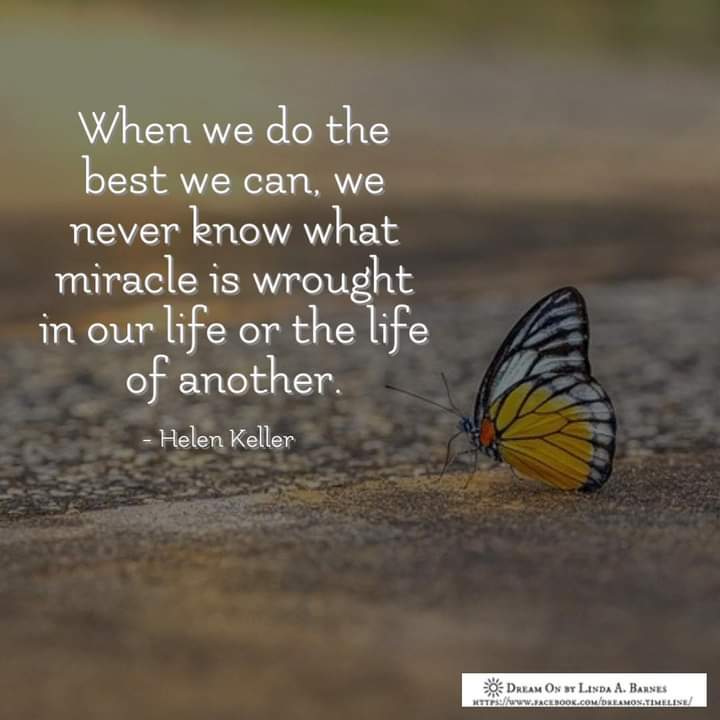 When we do the
best we can, we
never know what
miracle is wrought
in our life or the life
of another.
- Helen Keller
Dream On by Linda A. Barnes
https://www.facebook.com/dreamon.timeline/